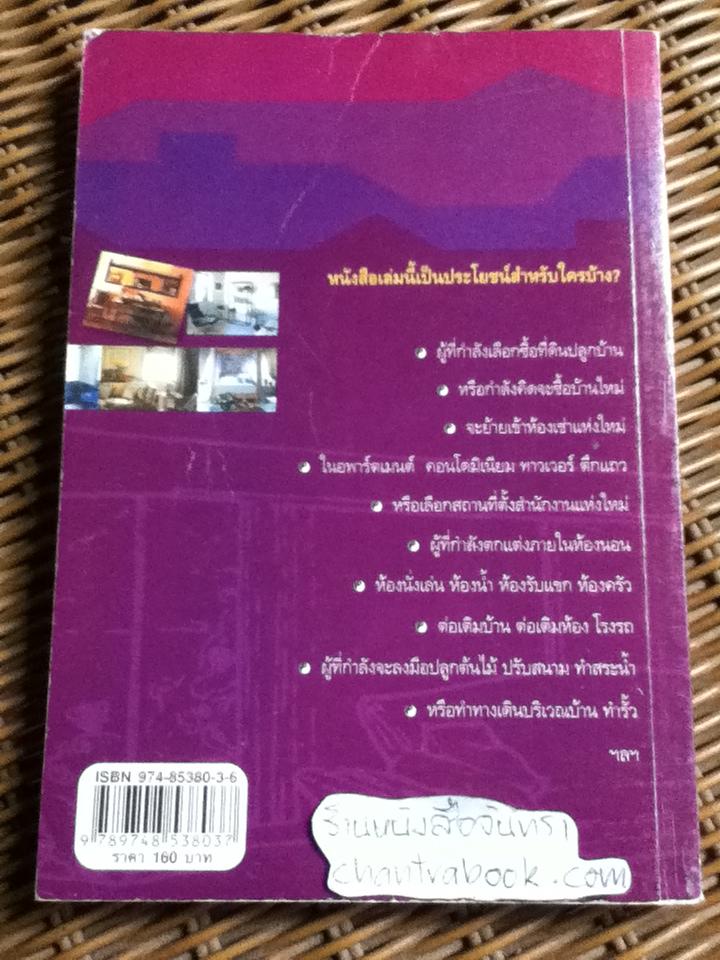 หนังสือเล่มนี้เป็นประโยชน์สำหรับใครบ้าง?
ผู้ที่กำลังเลือกซื้อที่ดินปลูกบ้าน
หรือกำลังคิดจะซื้อบ้านใหม่
จะย้ายเข้าห้องเช่าแห่งใหม่
ในอพาร์ตเมนต์ คอนโดมิเนียม ทาวเวอร์ ตึกแถว
หรือเลือกสถานที่ตั้งสำนักงานแห่งใหม่
ผู้ที่กำลังตกแต่งภายในห้องนอน
ห้องนั่งเล่น ห้องน้ำ ห้องรับแขก ห้องครัว
ต่อเติมบ้าน ต่อเติมห้อง โรงรถ
ผู้ที่กำลังจะลงมือปลูกต้นไม้ ปรับสนาม ทำสระน้ำ
หรือทำทางเดินบริเวณบ้าน ทำรั้ว
ฯลฯ
ISBN 974-85380-3-6
9 789748 538037
ราคา 160 บาท
ร้านหนังสือจันทรา
chantrabook.com